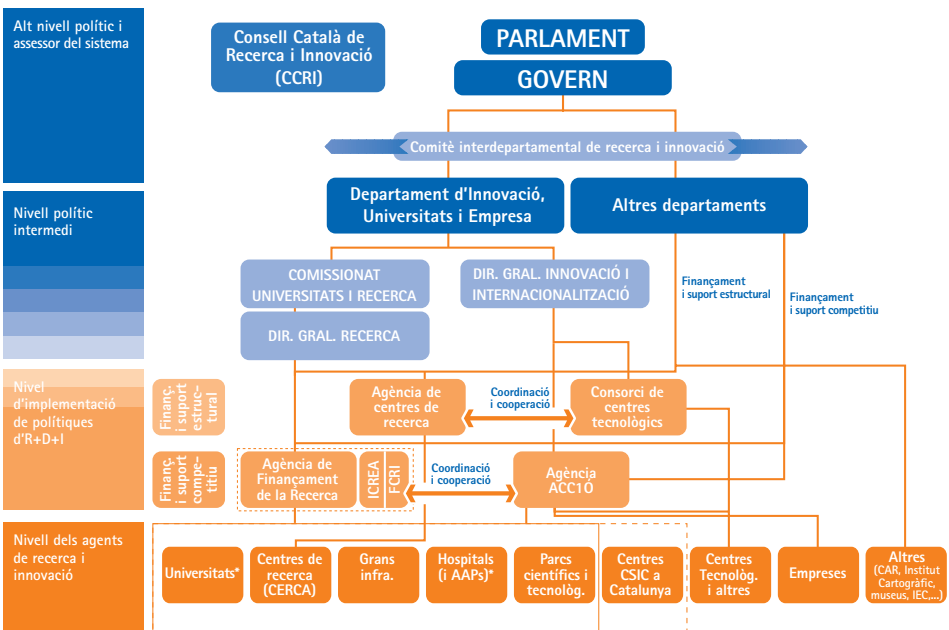 Alt nivell polític i
assessor del sistema
Consell Català de
Recerca i Innovació
(CCRI)
PARLAMENT
GOVERN
Comitè interdepartamental de recerca i innovació
Nivell polític
intermedi
Departament d'Innovació,
Universitats i Empresa
Altres departaments
COMISSIONAT
UNIVERSITATS I RECERCA
DIR. GRAL. INNOVACIÓ I
INTERNACIONALITZACIÓ
DIR. GRAL. RECERCA
Finançament
i suport estructural
Finançament
i suport competitiu
Nivel
d'implementació
de polítiques
d'R+D+I
Finanç.
i suport
estruc-
tural
Agència de
centres de
recerca
Coordinació
i cooperació
Consorci de
centres
tecnològics
Finanç.
i suport
compe-
titiu
Agència de
Finançament
de la Recerca
ICREA
FCRI
Coordinació
i cooperació
Agència
ACC1Ó
Nivell dels agents
de recerca i
innovació
Universitats*
Centres de
recerca
(CERCA)
Grans
infra.
Hospitals
(i AAPs)*
Parcs
científics i
tecnològ.
Centres
CSIC a
Catalunya
Centres
Tecnològ.
i altres
Empreses
Altres
(CAR, Institut
Cartogràfic,
museus, IEC,...)